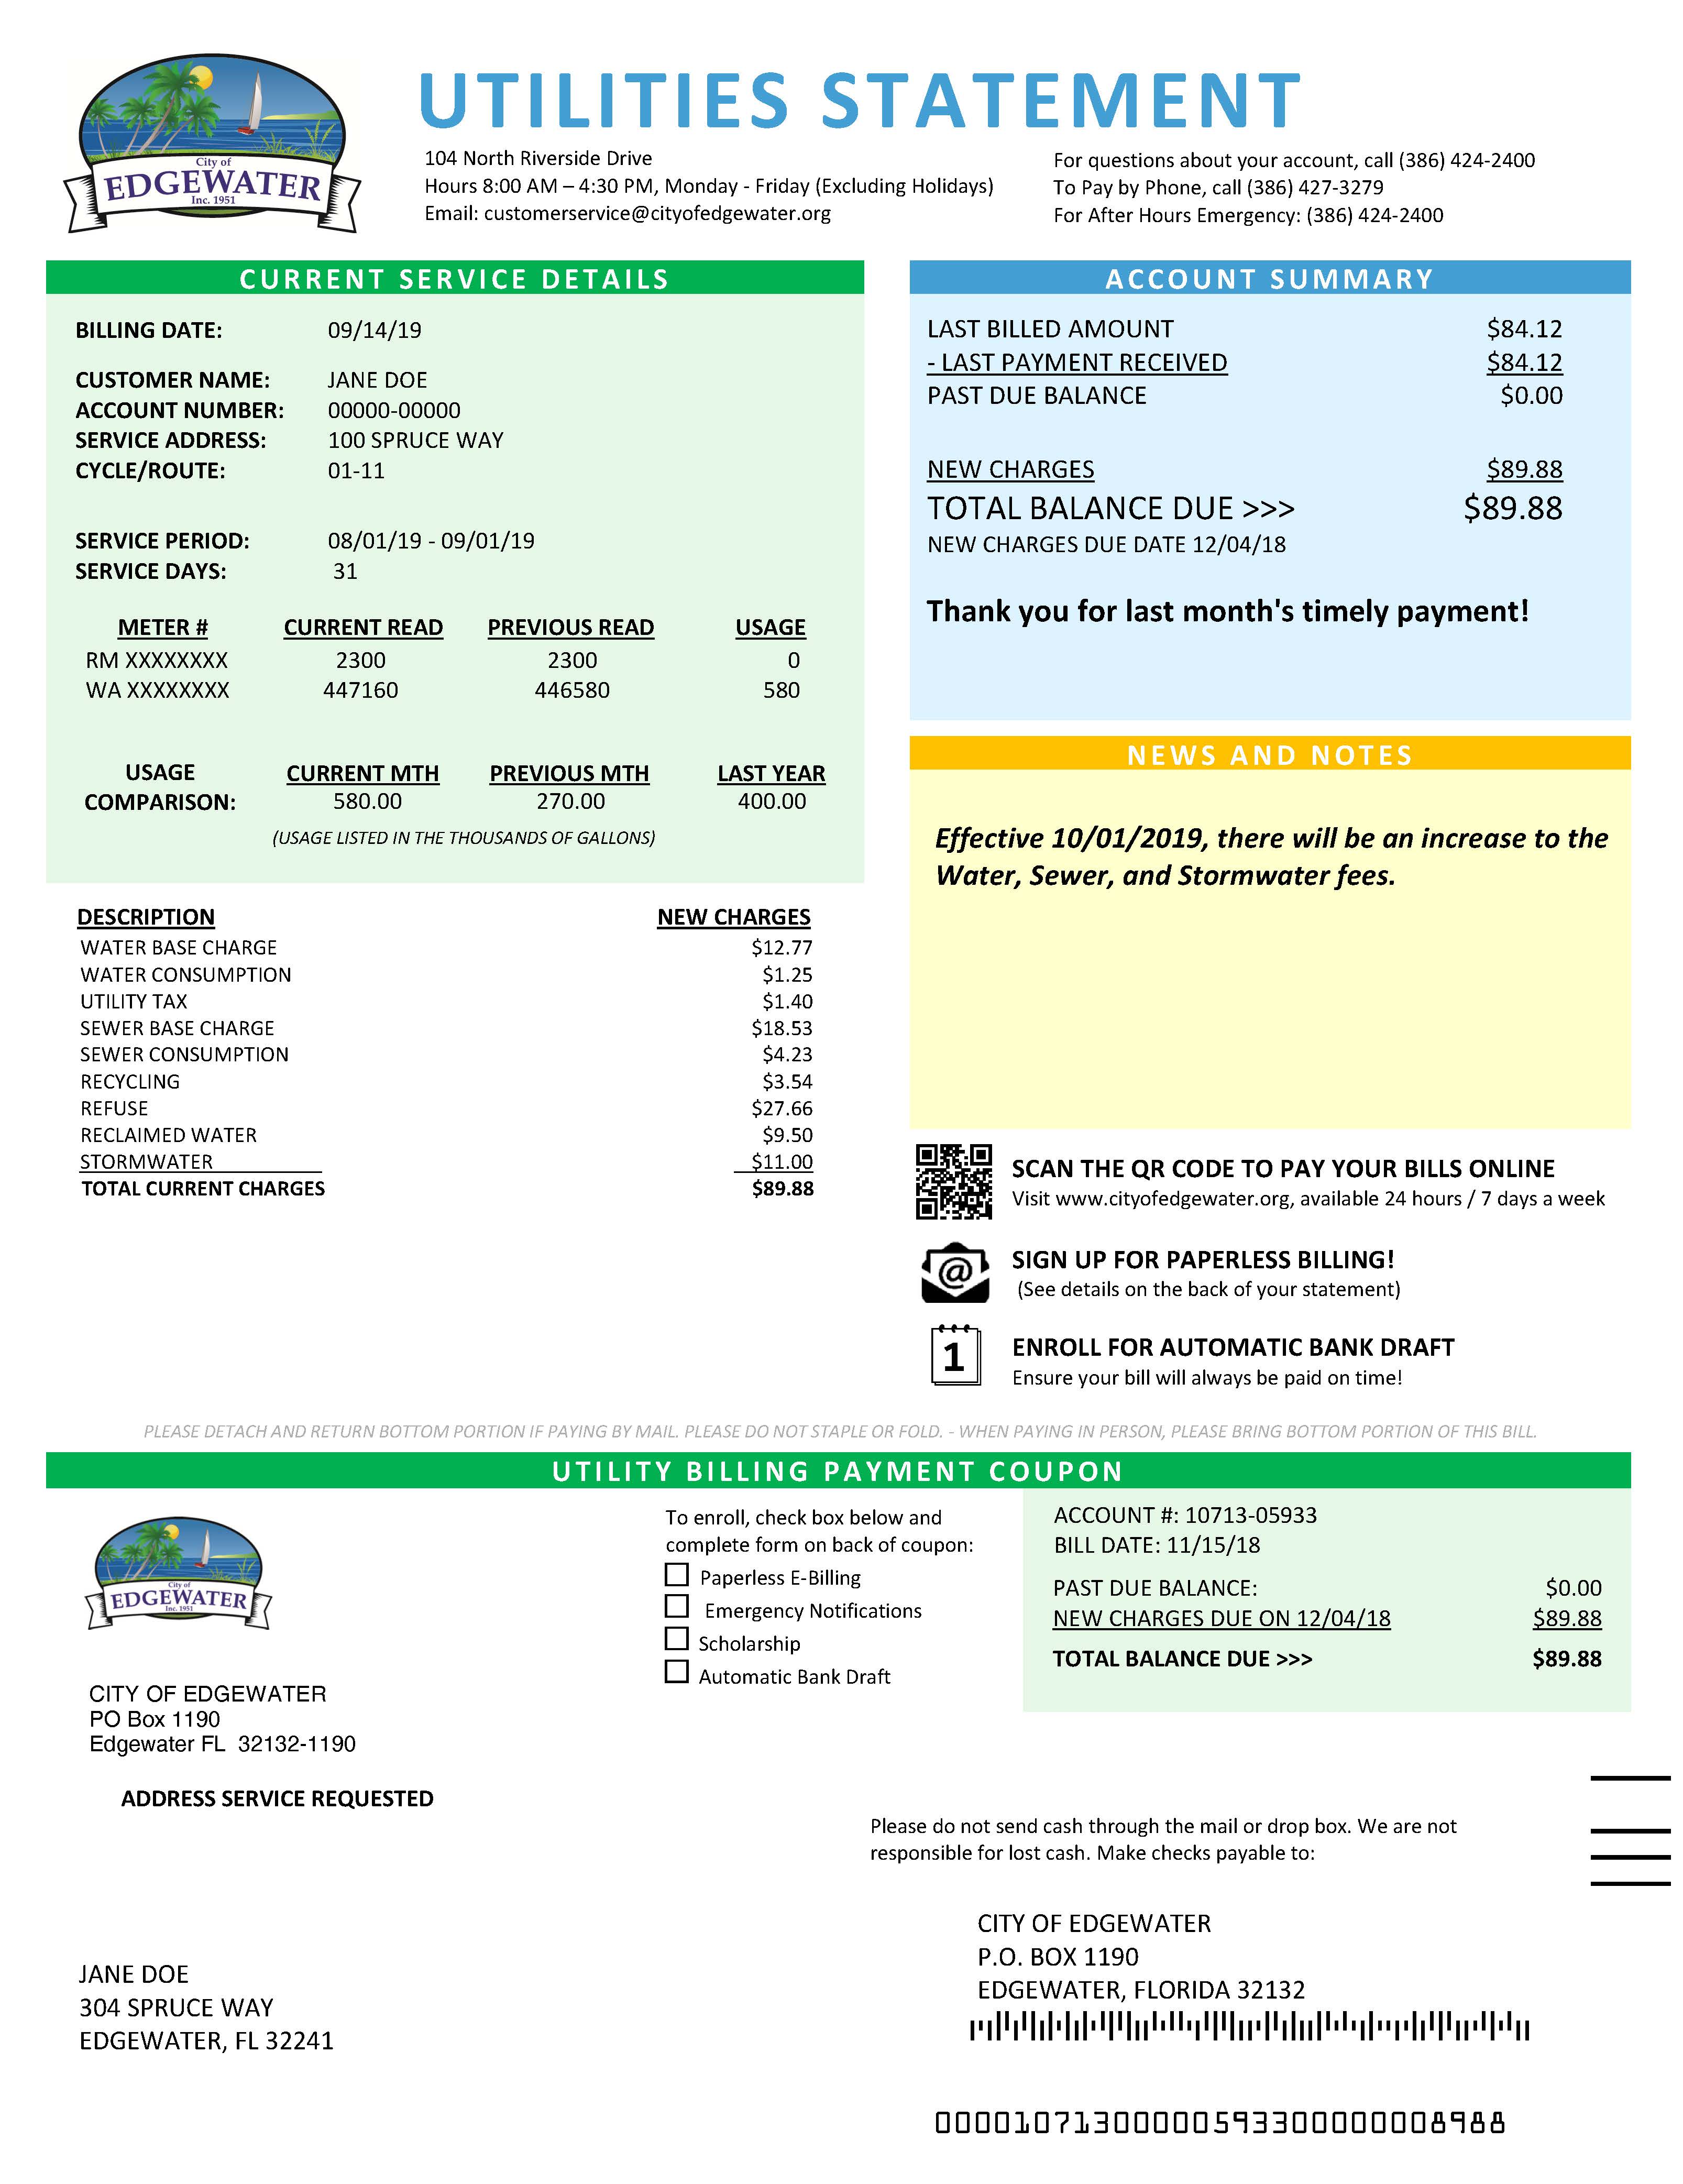 City of
EDGEWATER
Inc. 1951
UTILITIES STATEMENT
104 North Riverside Drive
Hours 8:00 AM – 4:30 PM, Monday - Friday (Excluding Holidays)
Email: customerservice@cityofedgewater.org
For questions about your account, call (386) 424-2400
To Pay by Phone, call (386) 427-3279
For After Hours Emergency: (386) 424-2400
CURRENT SERVICE DETAILS
BILLING DATE: 09/14/19
CUSTOMER NAME: JANE DOE
ACCOUNT NUMBER: 00000-00000
SERVICE ADDRESS: 100 SPRUCE WAY
CYCLE/ROUTE: 01-11
SERVICE PERIOD: 08/01/19 - 09/01/19
SERVICE DAYS: 31
METER # CURRENT READ PREVIOUS READ USAGE
RM XXXXXXXX 2300 2300 0
WA XXXXXXXX 447160 446580 580
USAGE CURRENT MTH PREVIOUS MTH LAST YEAR
COMPARISON: 580.00 270.00 400.00
(USAGE LISTED IN THE THOUSANDS OF GALLONS)
DESCRIPTION NEW CHARGES
WATER BASE CHARGE $12.77
WATER CONSUMPTION $1.25
UTILITY TAX $1.40
SEWER BASE CHARGE $18.53
SEWER CONSUMPTION $4.23
RECYCLING $3.54
REFUSE $27.66
RECLAIMED WATER $9.50
STORMWATER $11.00
TOTAL CURRENT CHARGES $89.88
ACCOUNT SUMMARY
LAST BILLED AMOUNT $84.12
- LAST PAYMENT RECEIVED $84.12
PAST DUE BALANCE $0.00
NEW CHARGES $89.88
TOTAL BALANCE DUE >>> $89.88
NEW CHARGES DUE DATE 12/04/18
Thank you for last month's timely payment!
NEWS AND NOTES
Effective 10/01/2019, there will be an increase to the
Water, Sewer, and Stormwater fees.
SCAN THE QR CODE TO PAY YOUR BILLS ONLINE
Visit www.cityofedgewater.org, available 24 hours / 7 days a week
@
SIGN UP FOR PAPERLESS BILLING!
(See details on the back of your statement)
1
ENROLL FOR AUTOMATIC BANK DRAFT
Ensure your bill will always be paid on time!
PLEASE DETACH AND RETURN BOTTOM PORTION IF PAYING BY MAIL. PLEASE DO NOT STAPLE OR FOLD. - WHEN PAYING IN PERSON, PLEASE BRING BOTTOM PORTION OF THIS BILL.
UTILITY BILLING PAYMENT COUPON
City of
EDGEWATER
Inc. 1951
CITY OF EDGEWATER
PO Box 1190
Edgewater FL 32132-1190
ADDRESS SERVICE REQUESTED
To enroll, check box below and
complete form on back of coupon:
Paperless E-Billing
Emergency Notifications
Scholarship
Automatic Bank Draft
ACCOUNT #: 10713-05933
BILL DATE: 11/15/18
PAST DUE BALANCE: $0.00
NEW CHARGES DUE ON 12/04/18 $89.88
TOTAL BALANCE DUE >>> $89.88
Please do not send cash through the mail or drop box. We are not
responsible for lost cash. Make checks payable to:
CITY OF EDGEWATER
P.O. BOX 1190
EDGEWATER, FLORIDA 32132
JANE DOE
304 SPRUCE WAY
EDGEWATER, FL 32241
00001071300000593300000008988